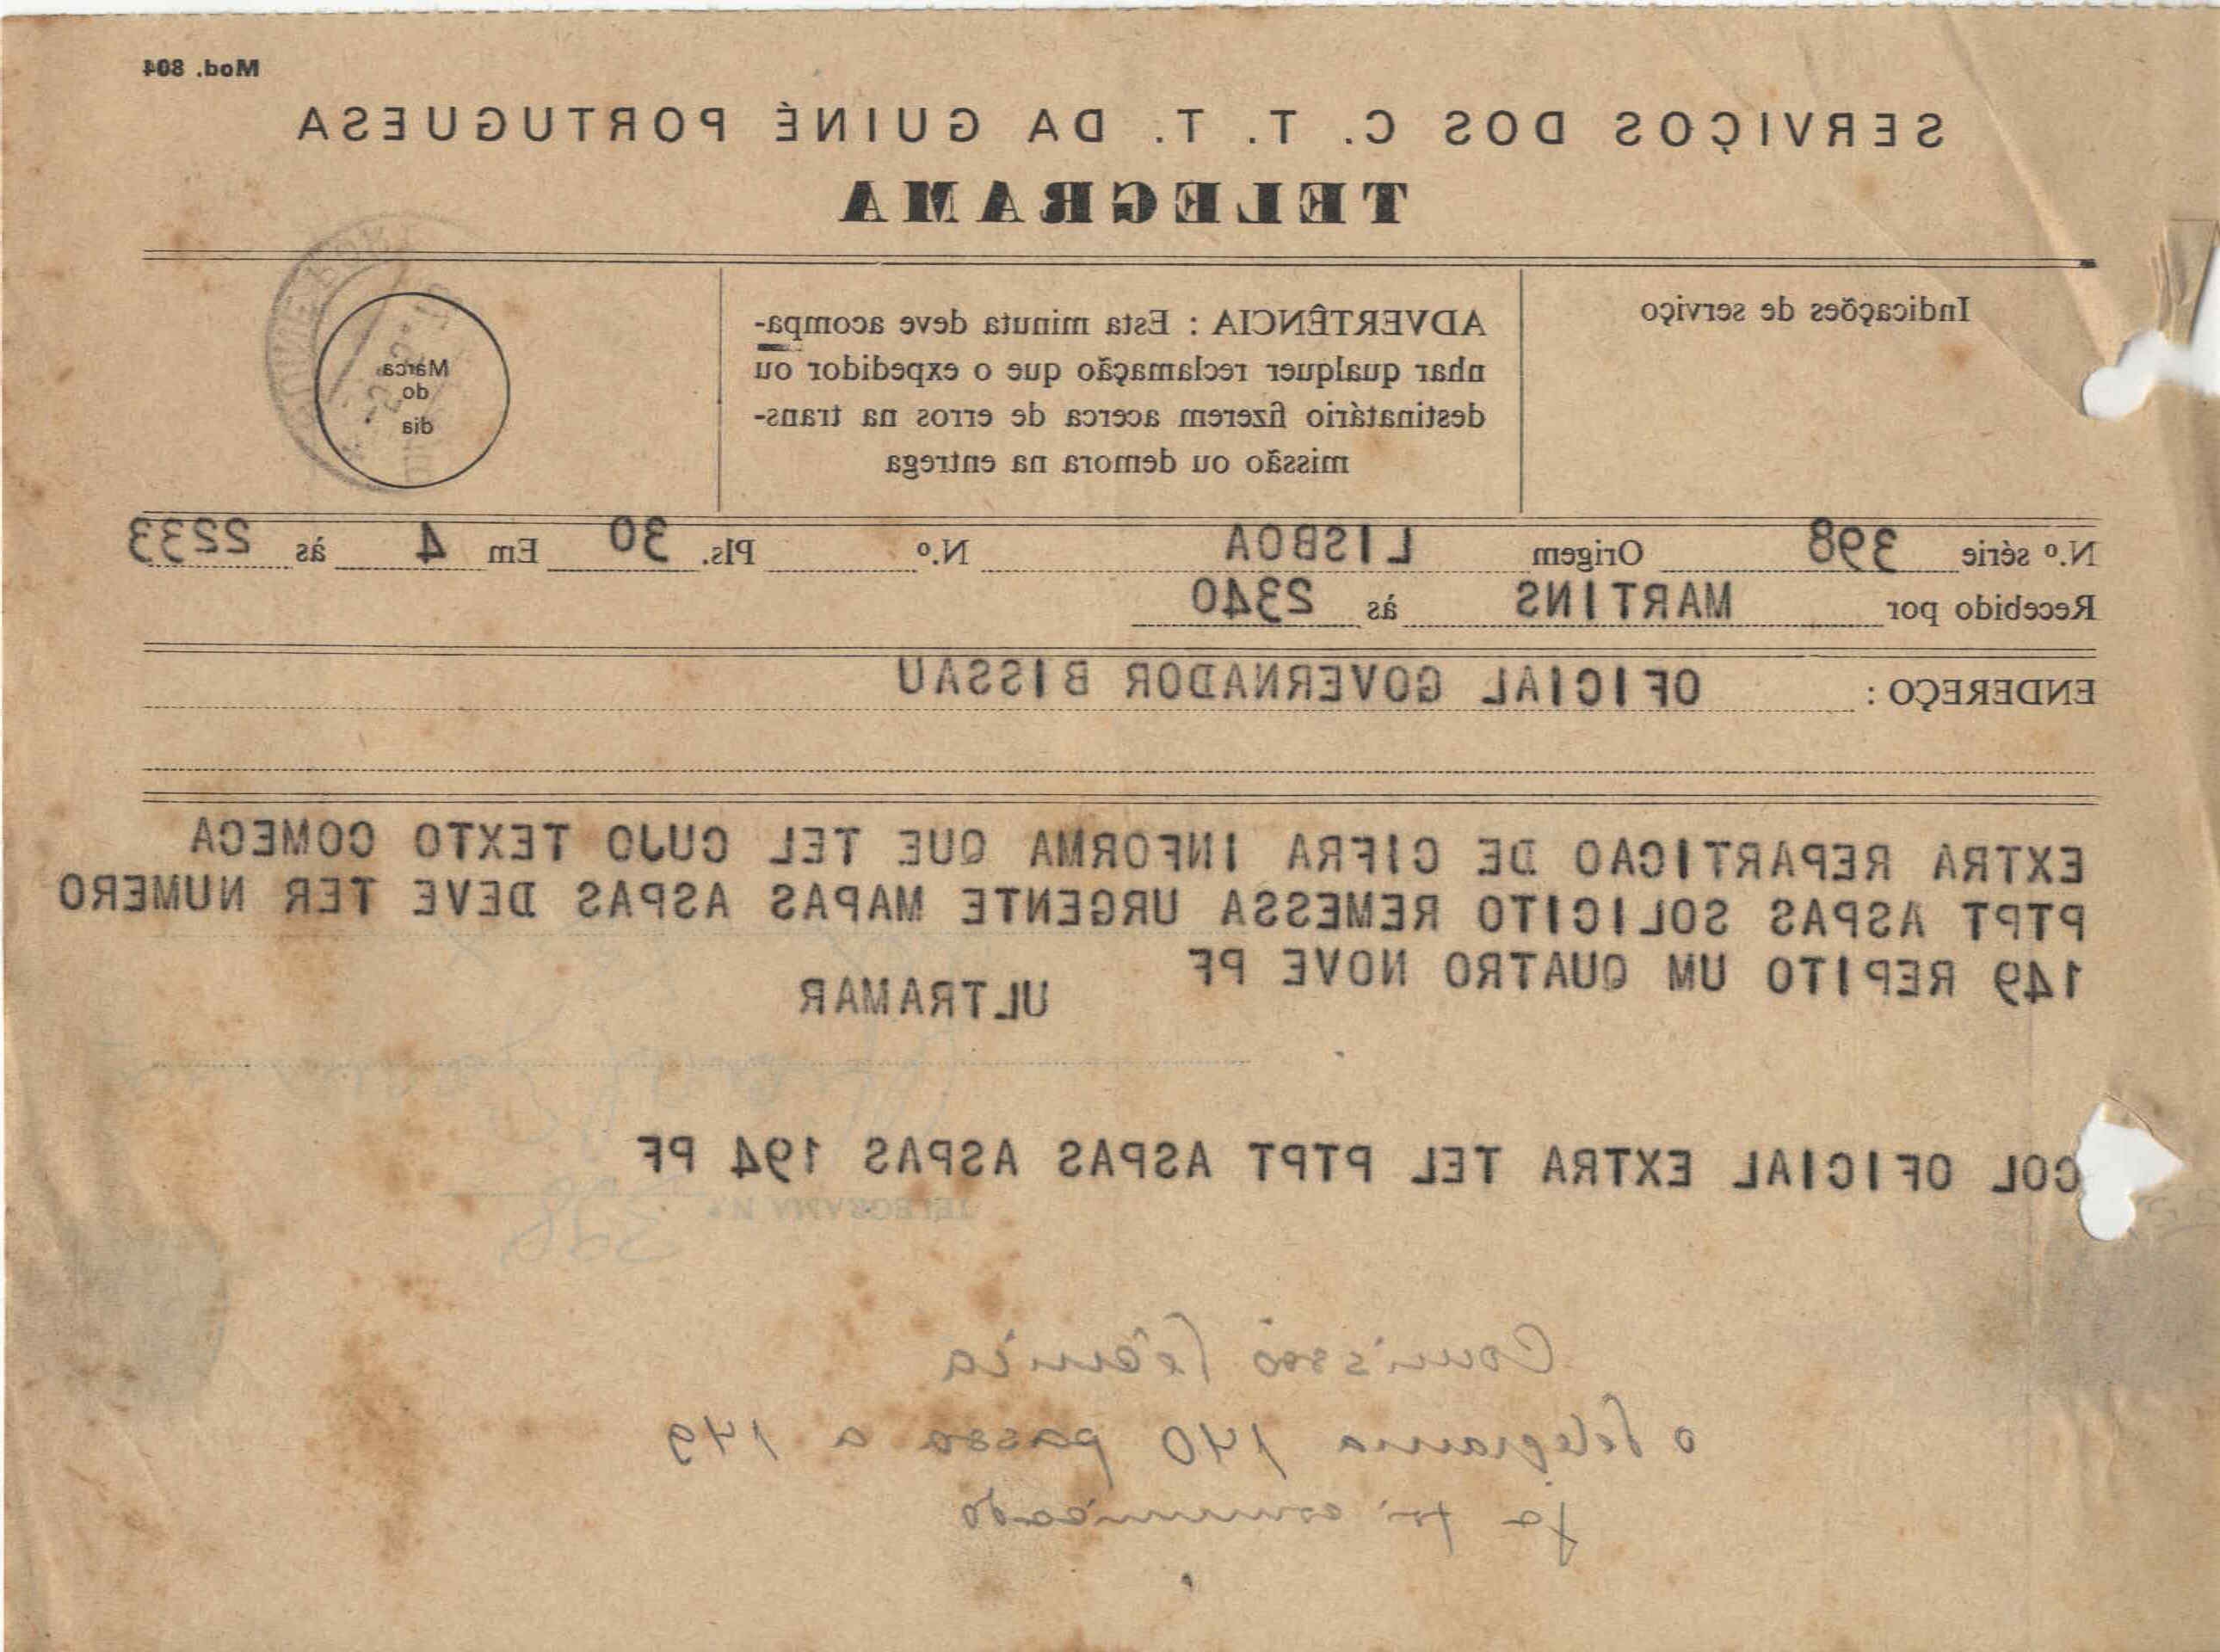 Mod. 804
SERVIÇOS DOS C. T. T. DA GUINÉ PORTUGUESA
TELEGRAMA
Indicações de serviço
ADVERTÊNCIA : Esta minuta deve acompa-
nhar qualquer reclamação que o expedidor ou
destinatário fizerem acerca de erros na trans-
missão ou demora na entrega
Marca
do
dia
N.º série 398 Origem LISBOA N.º Pls. 30 Em 4 às 2233
Recebido por MARTINS às 2340
ENDEREÇO : OFICIAL GOVERNADOR BISSAU
EXTRA REPARTICAO DE CIFRA INFORMA QUE TEL CUJO TEXTO COMECA
PTPT ASPAS SOLICITO REMESSA URGENTE MAPAS ASPAS DEVE TER NUMERO
149 REPITO UM QUATRO NOVE PF
ULTRAMAR
COL OFICIAL EXTRA TEL PTPT ASPAS ASPAS 194 PF
TELEGRAMA N.º
398
Comissão Técnica
o telegrama 140 passa a 149
ja foi comunicado